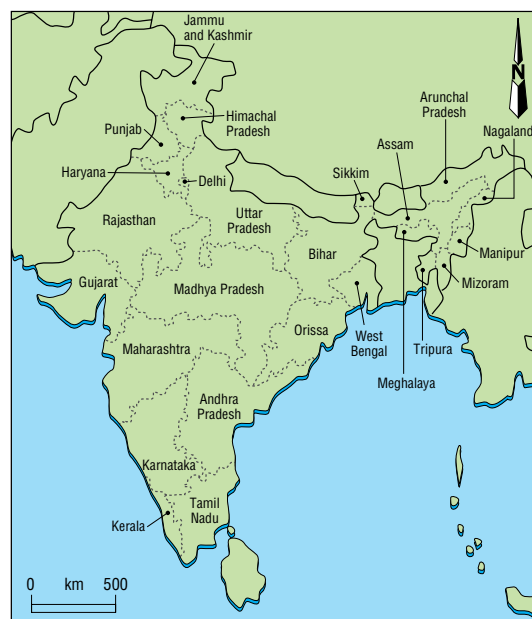 Jammu
and Kashmir
N
Himachal
Pradesh
Arunchal
Pradesh
Punjab
Nagaland
Assam
Haryana
Delhi
Sikkim
Rajasthan
Uttar
Pradesh
Bihar
Manipur
Gujarat
Madhya Pradesh
Mizoram
Orissa
West
Bengal
Tripura
Maharashtra
Meghalaya
Andhra
Pradesh
Karnataka
Tamil
Nadu
Kerala
0 km 500